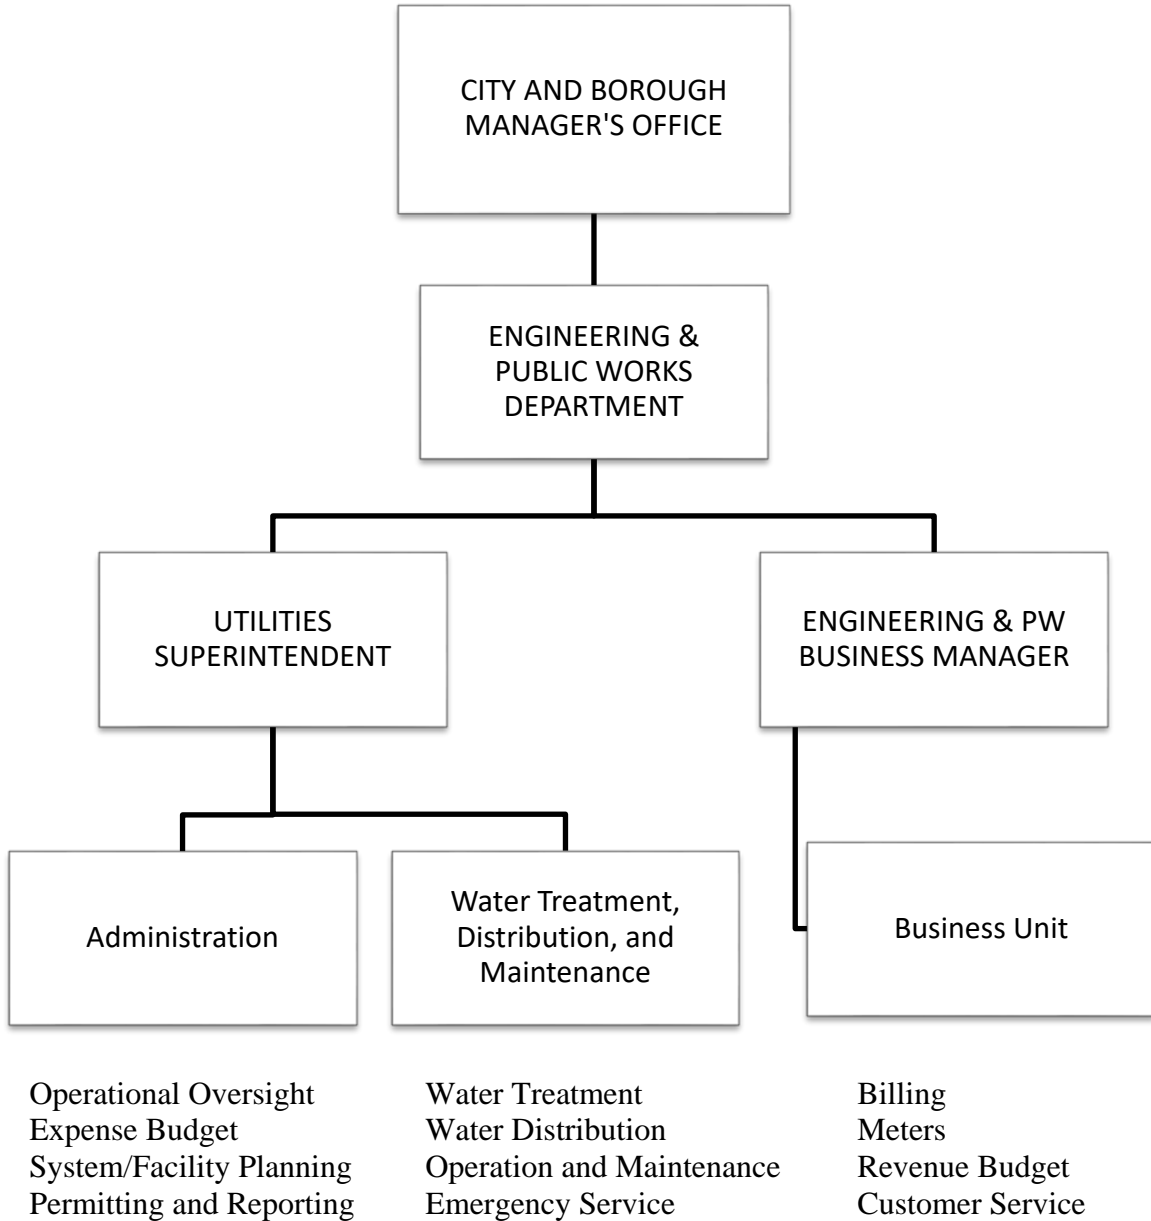 CITY AND BOROUGH
MANAGER'S OFFICE
ENGINEERING &
PUBLIC WORKS
DEPARTMENT
UTILITIES
SUPERINTENDENT
ENGINEERING & PW
BUSINESS MANAGER
Administration
Water Treatment,
Distribution, and
Maintenance
Business Unit
Operational Oversight
Expense Budget
System/Facility Planning
Permitting and Reporting
Water Treatment
Water Distribution
Operation and Maintenance
Emergency Service
Billing
Meters
Revenue Budget
Customer Service